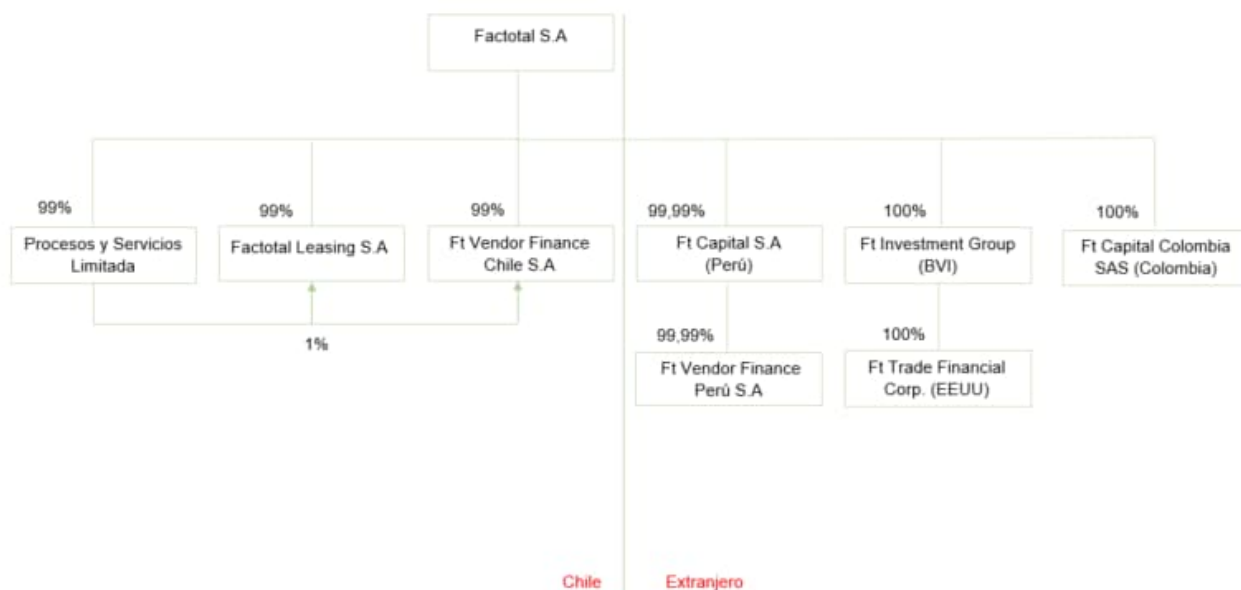 Factotal S.A
99%
99%
99%
99,99%
100%
100%
Procesos y Servicios
Limitada
Factotal Leasing S.A
Ft Vendor Finance
Chile S.A
Ft Capital S.A
(Perú)
Ft Investment Group
(BVI)
Ft Capital Colombia
SAS (Colombia)
1%
99,99%
100%
Ft Vendor Finance
Perú S.A
Ft Trade Financial
Corp. (EEUU)
Chile
Extranjero